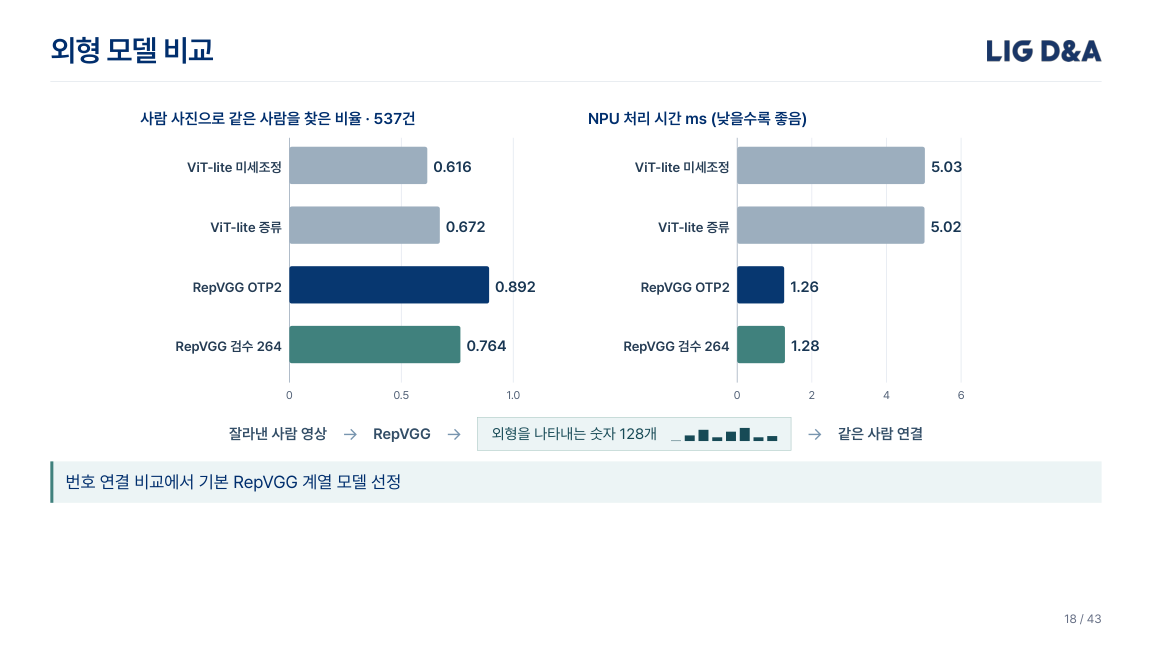 외형 모델 비교
LIG D&A
사람 사진으로 같은 사람을 찾은 비율 · 537건
ViT-lite 미세조정 0.616
ViT-lite 증류 0.672
RepVGG OTP2 0.892
RepVGG 검수 264 0.764
0 0.5 1.0
NPU 처리 시간 ms (낮을수록 좋음)
ViT-lite 미세조정 5.03
ViT-lite 증류 5.02
RepVGG OTP2 1.26
RepVGG 검수 264 1.28
0 2 4 6
잘라낸 사람 영상 → RepVGG → 외형을 나타내는 숫자 128개 → 같은 사람 연결
번호 연결 비교에서 기본 RepVGG 계열 모델 선정
18 / 43